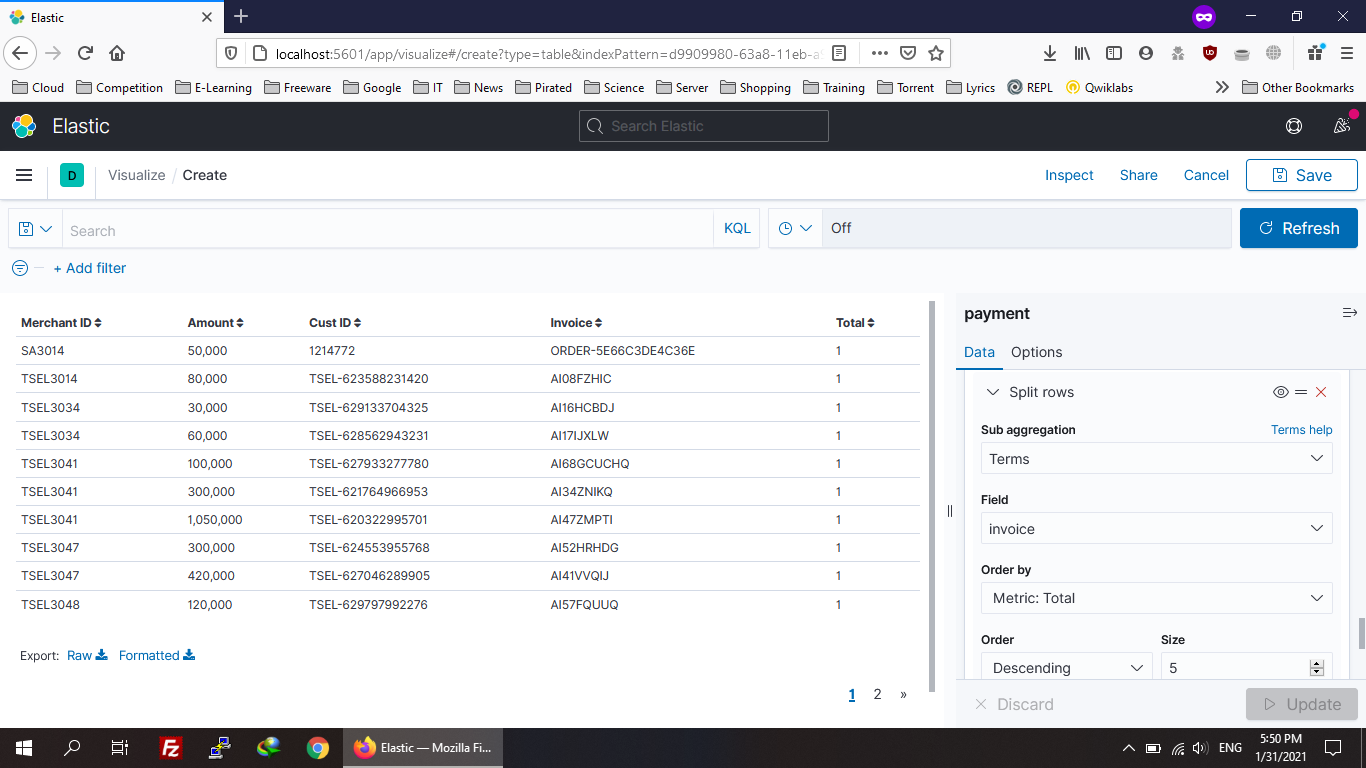 Elastic
localhost:5601/app/visualize#/create?type=table&indexPattern=d9909980-63a8-11eb-a
Cloud Competition E-Learning Freeware Google IT News Pirated Science Server Shopping Training Torrent Lyrics REPL Qwiklabs Other Bookmarks
Elastic Search Elastic
D Visualize / Create Inspect Share Cancel Save
Search KQL Off Refresh
+ Add filter
payment
Data Options
Merchant ID Amount Cust ID Invoice Total
SA3014 50,000 1214772 ORDER-5E66C3DE4C36E 1
TSEL3014 80,000 TSEL-623588231420 AI08FZHIC 1
TSEL3034 30,000 TSEL-629133704325 AI16HCBDJ 1
TSEL3034 60,000 TSEL-628562943231 AI17IJXLW 1
TSEL3041 100,000 TSEL-627933277780 AI68GCUCHQ 1
TSEL3041 300,000 TSEL-621764966953 AI34ZNIKQ 1
TSEL3041 1,050,000 TSEL-620322995701 AI47ZMPTI 1
TSEL3047 300,000 TSEL-624553955768 AI52HRHDG 1
TSEL3047 420,000 TSEL-627046289905 AI41VVQIJ 1
TSEL3048 120,000 TSEL-629797992276 AI57FQUUQ 1
Export: Raw Formatted
1 2 »
Split rows
Sub aggregation Terms help
Terms
Field
invoice
Order by
Metric: Total
Order Size
Descending 5
Discard Update
Elastic — Mozilla Fi...
ENG
5:50 PM
1/31/2021